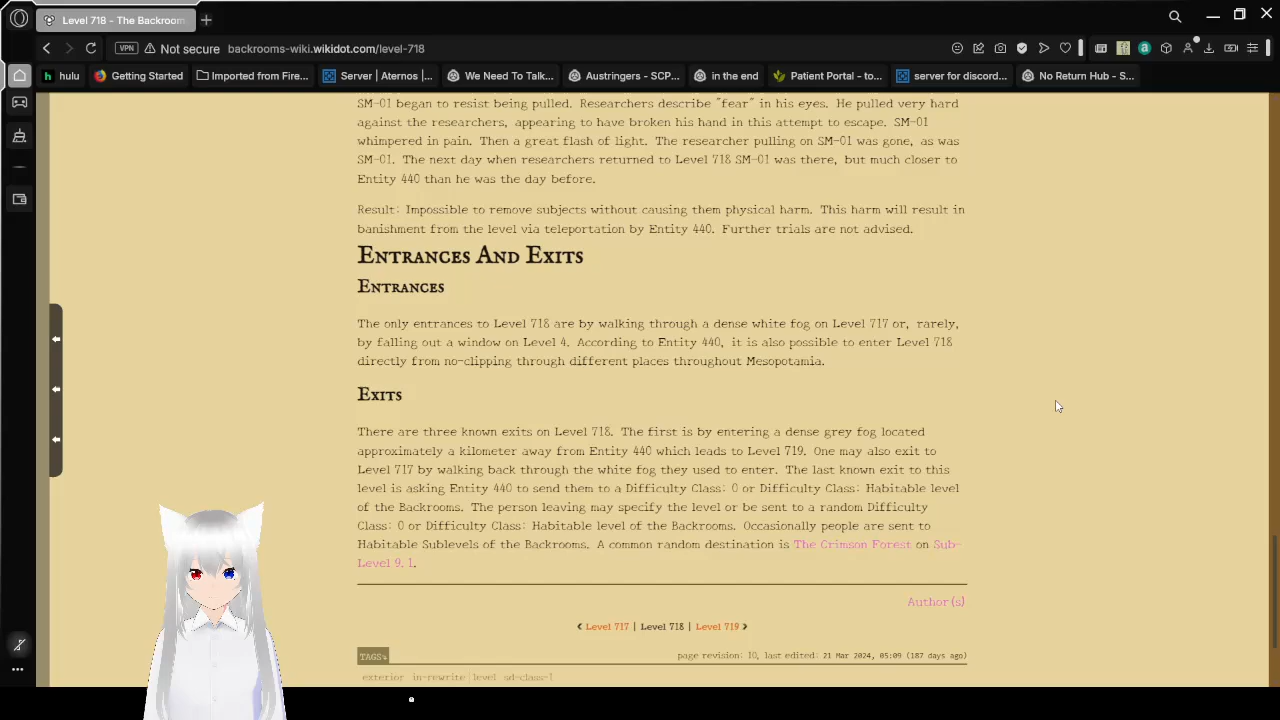 Level 718 - The Backroom
VPN Not secure backrooms-wiki.wikidot.com/level-718
hulu Getting Started Imported from Fire... Server | Aternos |... We Need To Talk... Austringers - SCP... in the end Patient Portal - to... server for discord... No Return Hub - S...
SM-01 began to resist being pulled. Researchers describe "fear" in his eyes. He pulled very hard
against the researchers, appearing to have broken his hand in this attempt to escape. SM-01
whimpered in pain. Then a great flash of light. The researcher pulling on SM-01 was gone, as was
SM-01. The next day when researchers returned to Level 718 SM-01 was there, but much closer to
Entity 440 than he was the day before.
Result: Impossible to remove subjects without causing them physical harm. This harm will result in
banishment from the level via teleportation by Entity 440. Further trials are not advised.
Entrances And Exits
Entrances
The only entrances to Level 718 are by walking through a dense white fog on Level 717 or, rarely,
by falling out a window on Level 4. According to Entity 440, it is also possible to enter Level 718
directly from no-clipping through different places throughout Mesopotamia.
Exits
There are three known exits on Level 718. The first is by entering a dense grey fog located
approximately a kilometer away from Entity 440 which leads to Level 719. One may also exit to
Level 717 by walking back through the white fog they used to enter. The last known exit to this
level is asking Entity 440 to send them to a Difficulty Class: 0 or Difficulty Class: Habitable level
of the Backrooms. The person leaving may specify the level or be sent to a random Difficulty
Class: 0 or Difficulty Class: Habitable level of the Backrooms. Occasionally people are sent to
Habitable Sublevels of the Backrooms. A common random destination is The Crimson Forest on Sub-
Level 9.1.
Author(s)
< Level 717 | Level 718 | Level 719 >
TAGS page revision: 10, last edited: 21 Mar 2024, 05:09 (187 days ago)
exterior in-rewrite level sd-class-1